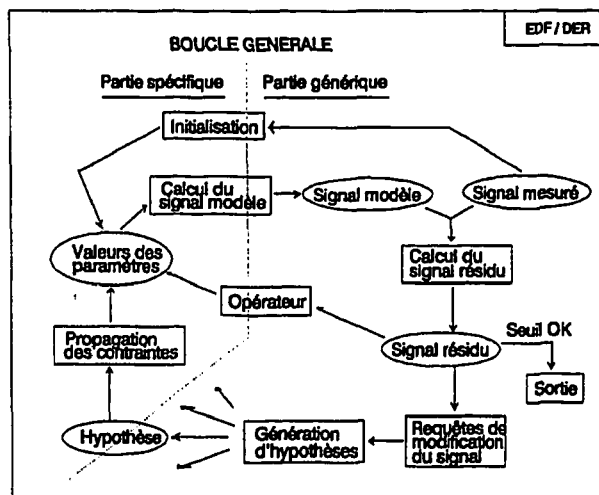 EDF / DER
BOUCLE GENERALE
Partie spécifique
Partie générique
Initialisation
Calcul du
signal modèle
Signal modèle
Signal mesuré
Valeurs des
paramètres
Calcul du
signal résidu
Opérateur
Propagation
des contraintes
Signal résidu
Seuil OK
Sortie
Hypothèse
Génération
d'hypothèses
Requêtes de
modification
du signal